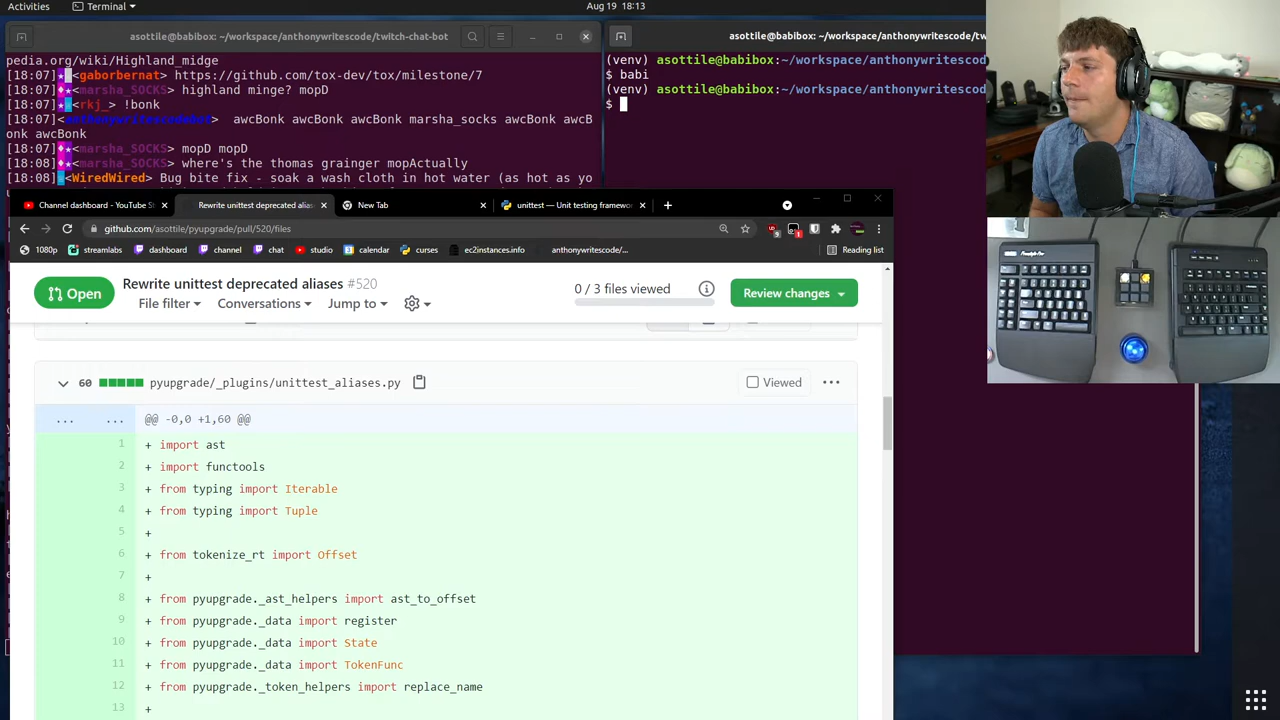 Activities
Terminal
Aug 19 18:13
asottile@babibox: ~/workspace/anthonywritescode/twitch-chat-bot
asottile@babibox: ~/workspace/anthonywritescode/tw
pedia.org/wiki/Highland_midge
[18:07] <gaborbernat> https://github.com/tox-dev/tox/milestone/7
[18:07] <marsha_SOCKS> highland minge? mopD
[18:07] <rkj_> !bonk
[18:07] <anthonywritescodebot> awcBonk awcBonk awcBonk marsha_socks awcBonk awcB
onk awcBonk
[18:07] <marsha_SOCKS> mopD mopD
[18:08] <marsha_SOCKS> where's the thomas grainger mopActually
[18:08] <WiredWired> Bug bite fix - soak a wash cloth in hot water (as hot as yo
(venv) asottile@babibox:~/workspace/anthonywritescod
$ babi
(venv) asottile@babibox:~/workspace/anthonywritescod
$
Channel dashboard - YouTube St
Rewrite unittest deprecated alias
New Tab
unittest — Unit testing framewo
github.com/asottile/pyupgrade/pull/520/files
1080p
streamlabs
dashboard
channel
chat
studio
calendar
curses
ec2instances.info
anthonywritescode/...
Reading list
Open
Rewrite unittest deprecated aliases #520
File filter
Conversations
Jump to
0 / 3 files viewed
Review changes
60
pyupgrade/_plugins/unittest_aliases.py
Viewed
... ... @@ -0,0 +1,60 @@
1 + import ast
2 + import functools
3 + from typing import Iterable
4 + from typing import Tuple
5 +
6 + from tokenize_rt import Offset
7 +
8 + from pyupgrade._ast_helpers import ast_to_offset
9 + from pyupgrade._data import register
10 + from pyupgrade._data import State
11 + from pyupgrade._data import TokenFunc
12 + from pyupgrade._token_helpers import replace_name
13 +